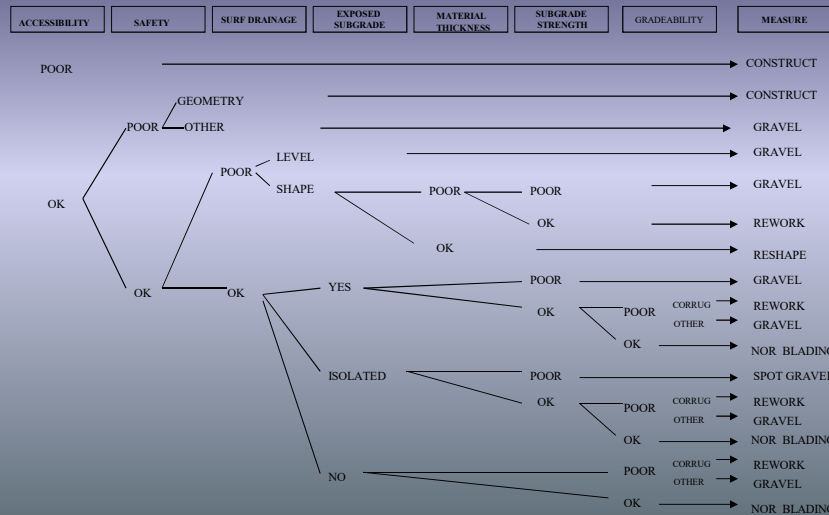 ACCESSIBILITY
SAFETY
SURF DRAINAGE
EXPOSED
SUBGRADE
MATERIAL
THICKNESS
SUBGRADE
STRENGTH
GRADEABILITY
MEASURE
POOR
CONSTRUCT
GEOMETRY
CONSTRUCT
POOR
OTHER
GRAVEL
LEVEL
GRAVEL
POOR
SHAPE
POOR
POOR
GRAVEL
OK
OK
REWORK
OK
RESHAPE
OK
OK
YES
POOR
GRAVEL
OK
POOR
CORRUG
REWORK
OTHER
GRAVEL
OK
NOR BLADING
ISOLATED
POOR
SPOT GRAVEL
OK
POOR
CORRUG
REWORK
OTHER
GRAVEL
OK
NOR BLADING
NO
POOR
CORRUG
REWORK
OTHER
GRAVEL
OK
NOR BLADING